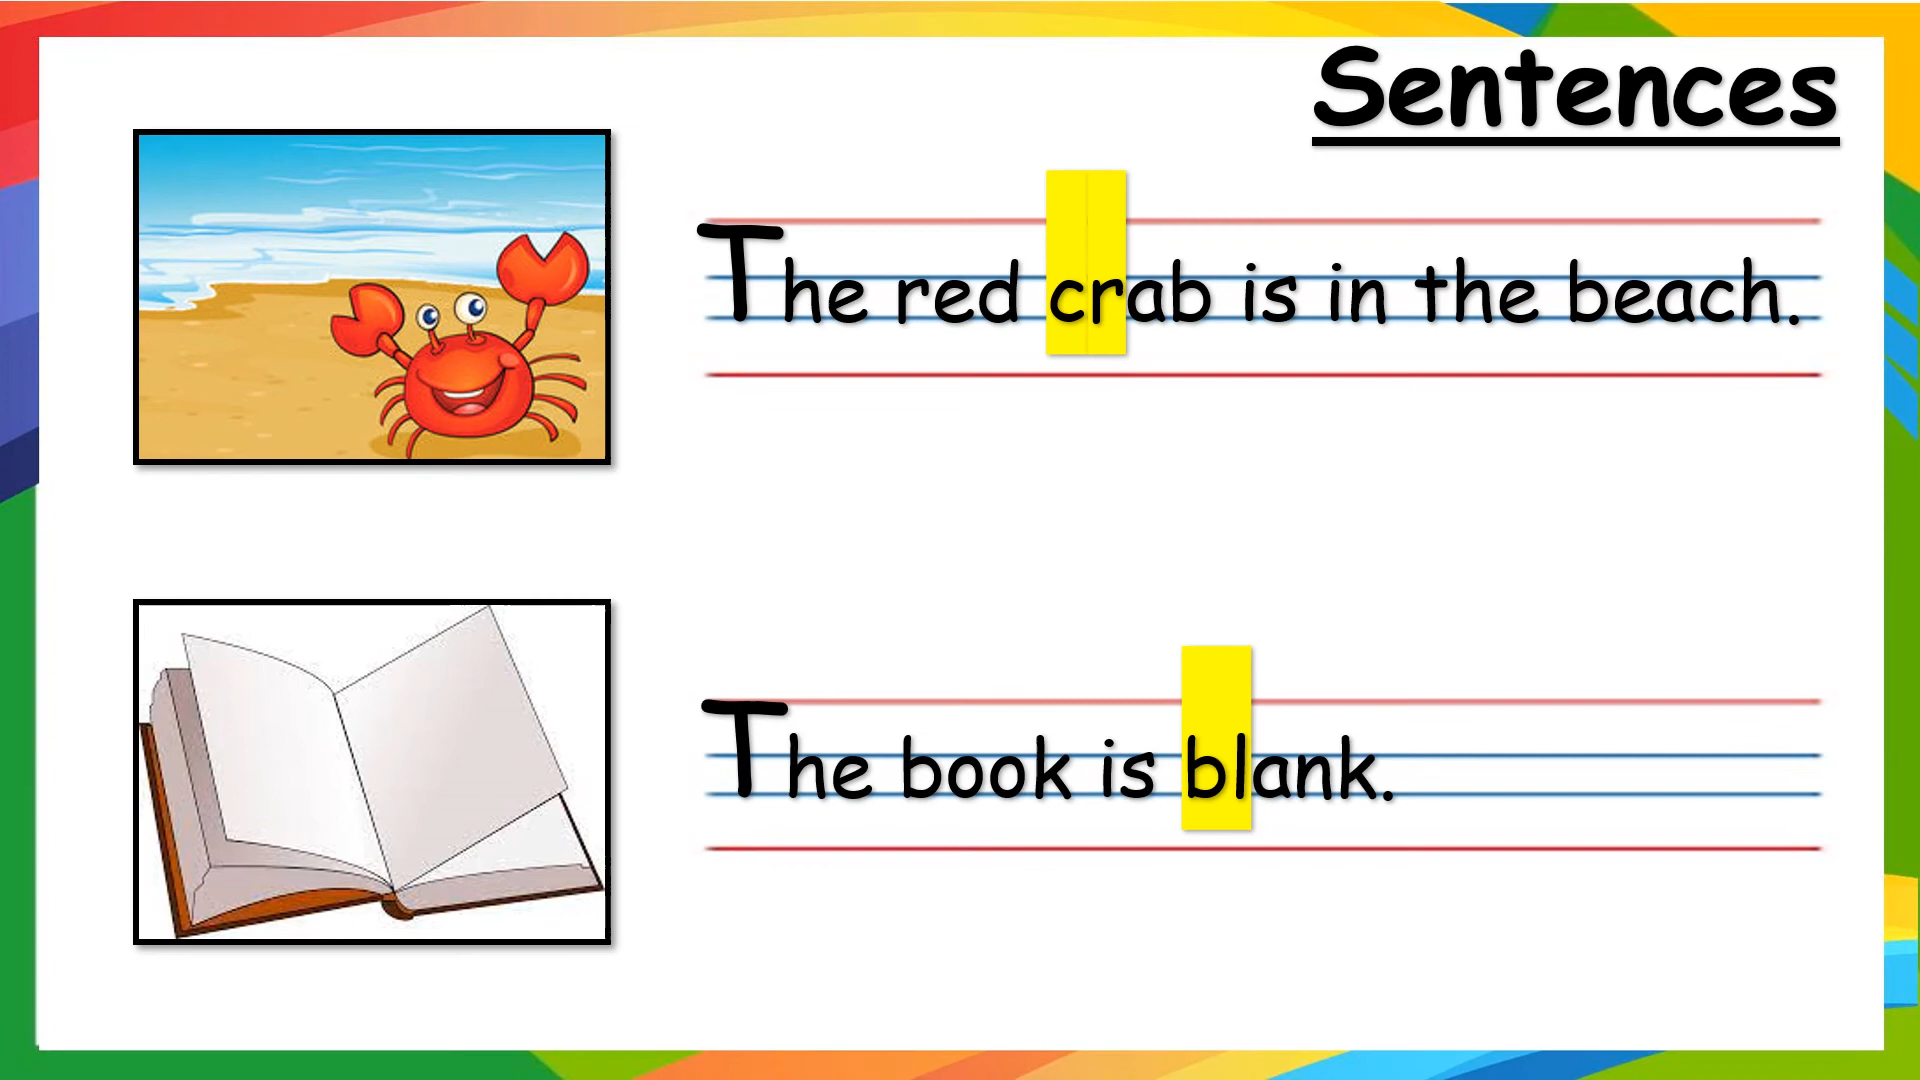 Sentences
The red crab is in the beach.
The book is blank.